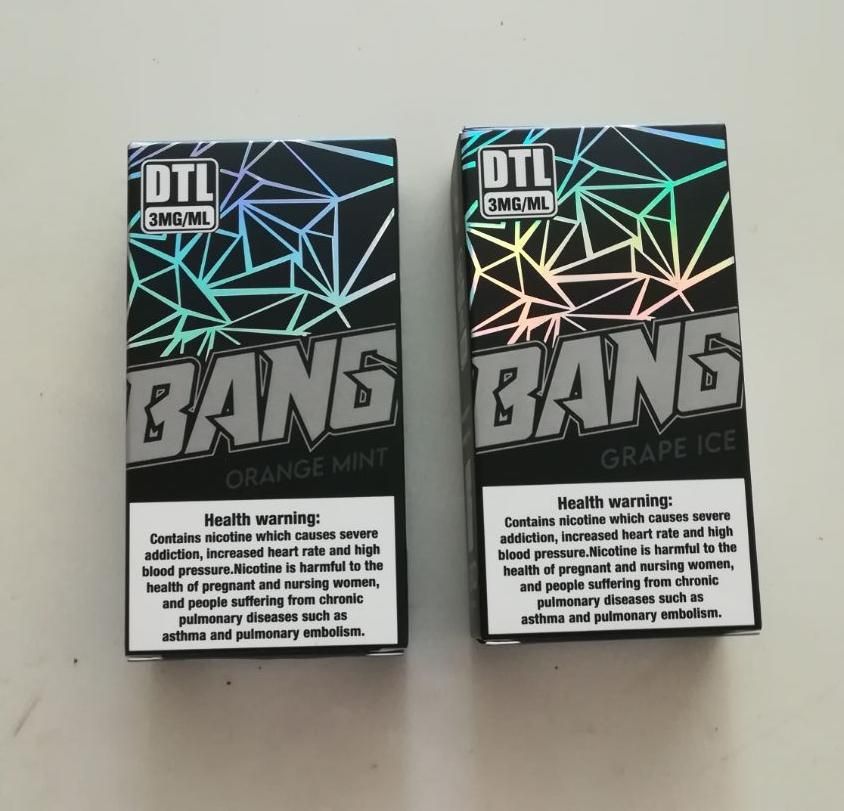 DTL
3MG/ML
BANG
ORANGE MINT
Health warning:
Contains nicotine which causes severe
addiction, increased heart rate and high
blood pressure.Nicotine is harmful to the
health of pregnant and nursing women,
and people suffering from chronic
pulmonary diseases such as
asthma and pulmonary embolism.
DTL
3MG/ML
BANG
GRAPE ICE
Health warning:
Contains nicotine which causes severe
addiction, increased heart rate and high
blood pressure.Nicotine is harmful to the
health of pregnant and nursing women,
and people suffering from chronic
pulmonary diseases such as
asthma and pulmonary embolism.